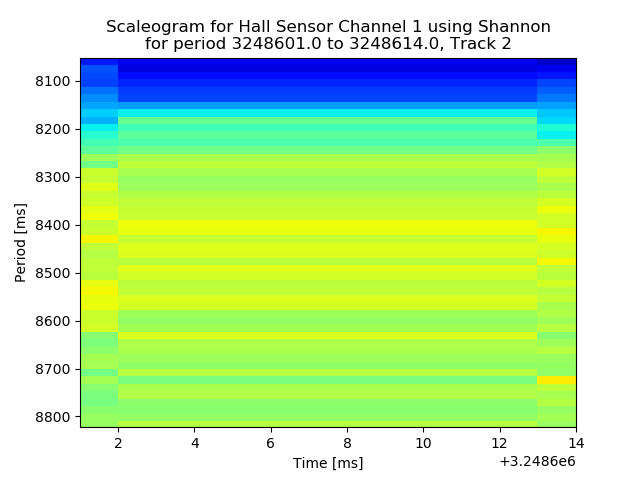 Scaleogram for Hall Sensor Channel 1 using Shannon
for period 3248601.0 to 3248614.0, Track 2
8100
8200
8300
8400
8500
8600
8700
8800
Period [ms]
2 4 6 8 10 12 14
Time [ms]
+3.2486e6